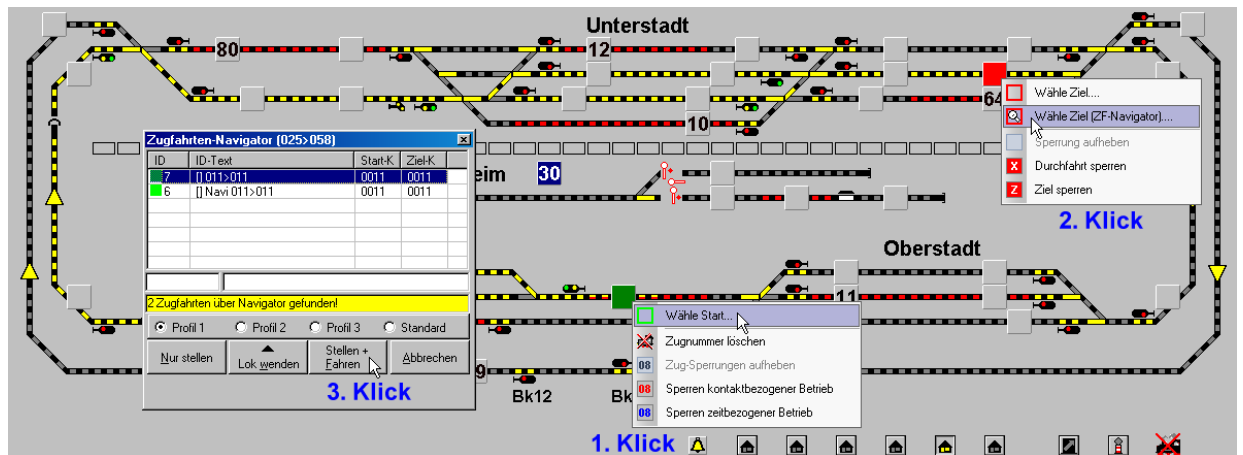 Unterstadt
80
12
64
Wähle Ziel....
Wähle Ziel (ZF-Navigator)....
Sperrung aufheben
X Durchfahrt sperren
Z Ziel sperren
2. Klick
10
eim 30
Zugfahrten-Navigator (025>058)
ID ID-Text Start-K Ziel-K
7 [] 011>011 0011 0011
6 [] Navi 011>011 0011 0011
2 Zugfahrten über Navigator gefunden!
Profil 1 Profil 2 Profil 3 Standard
Nur stellen
Lok wenden
Stellen +
Fahren
Abbrechen
3. Klick
Oberstadt
11
Wähle Start....
Zugnummer löschen
08 Zug-Sperrungen aufheben
08 Sperren kontaktbezogener Betrieb
08 Sperren zeitbezogener Betrieb
9
Bk12
Bk
1. Klick